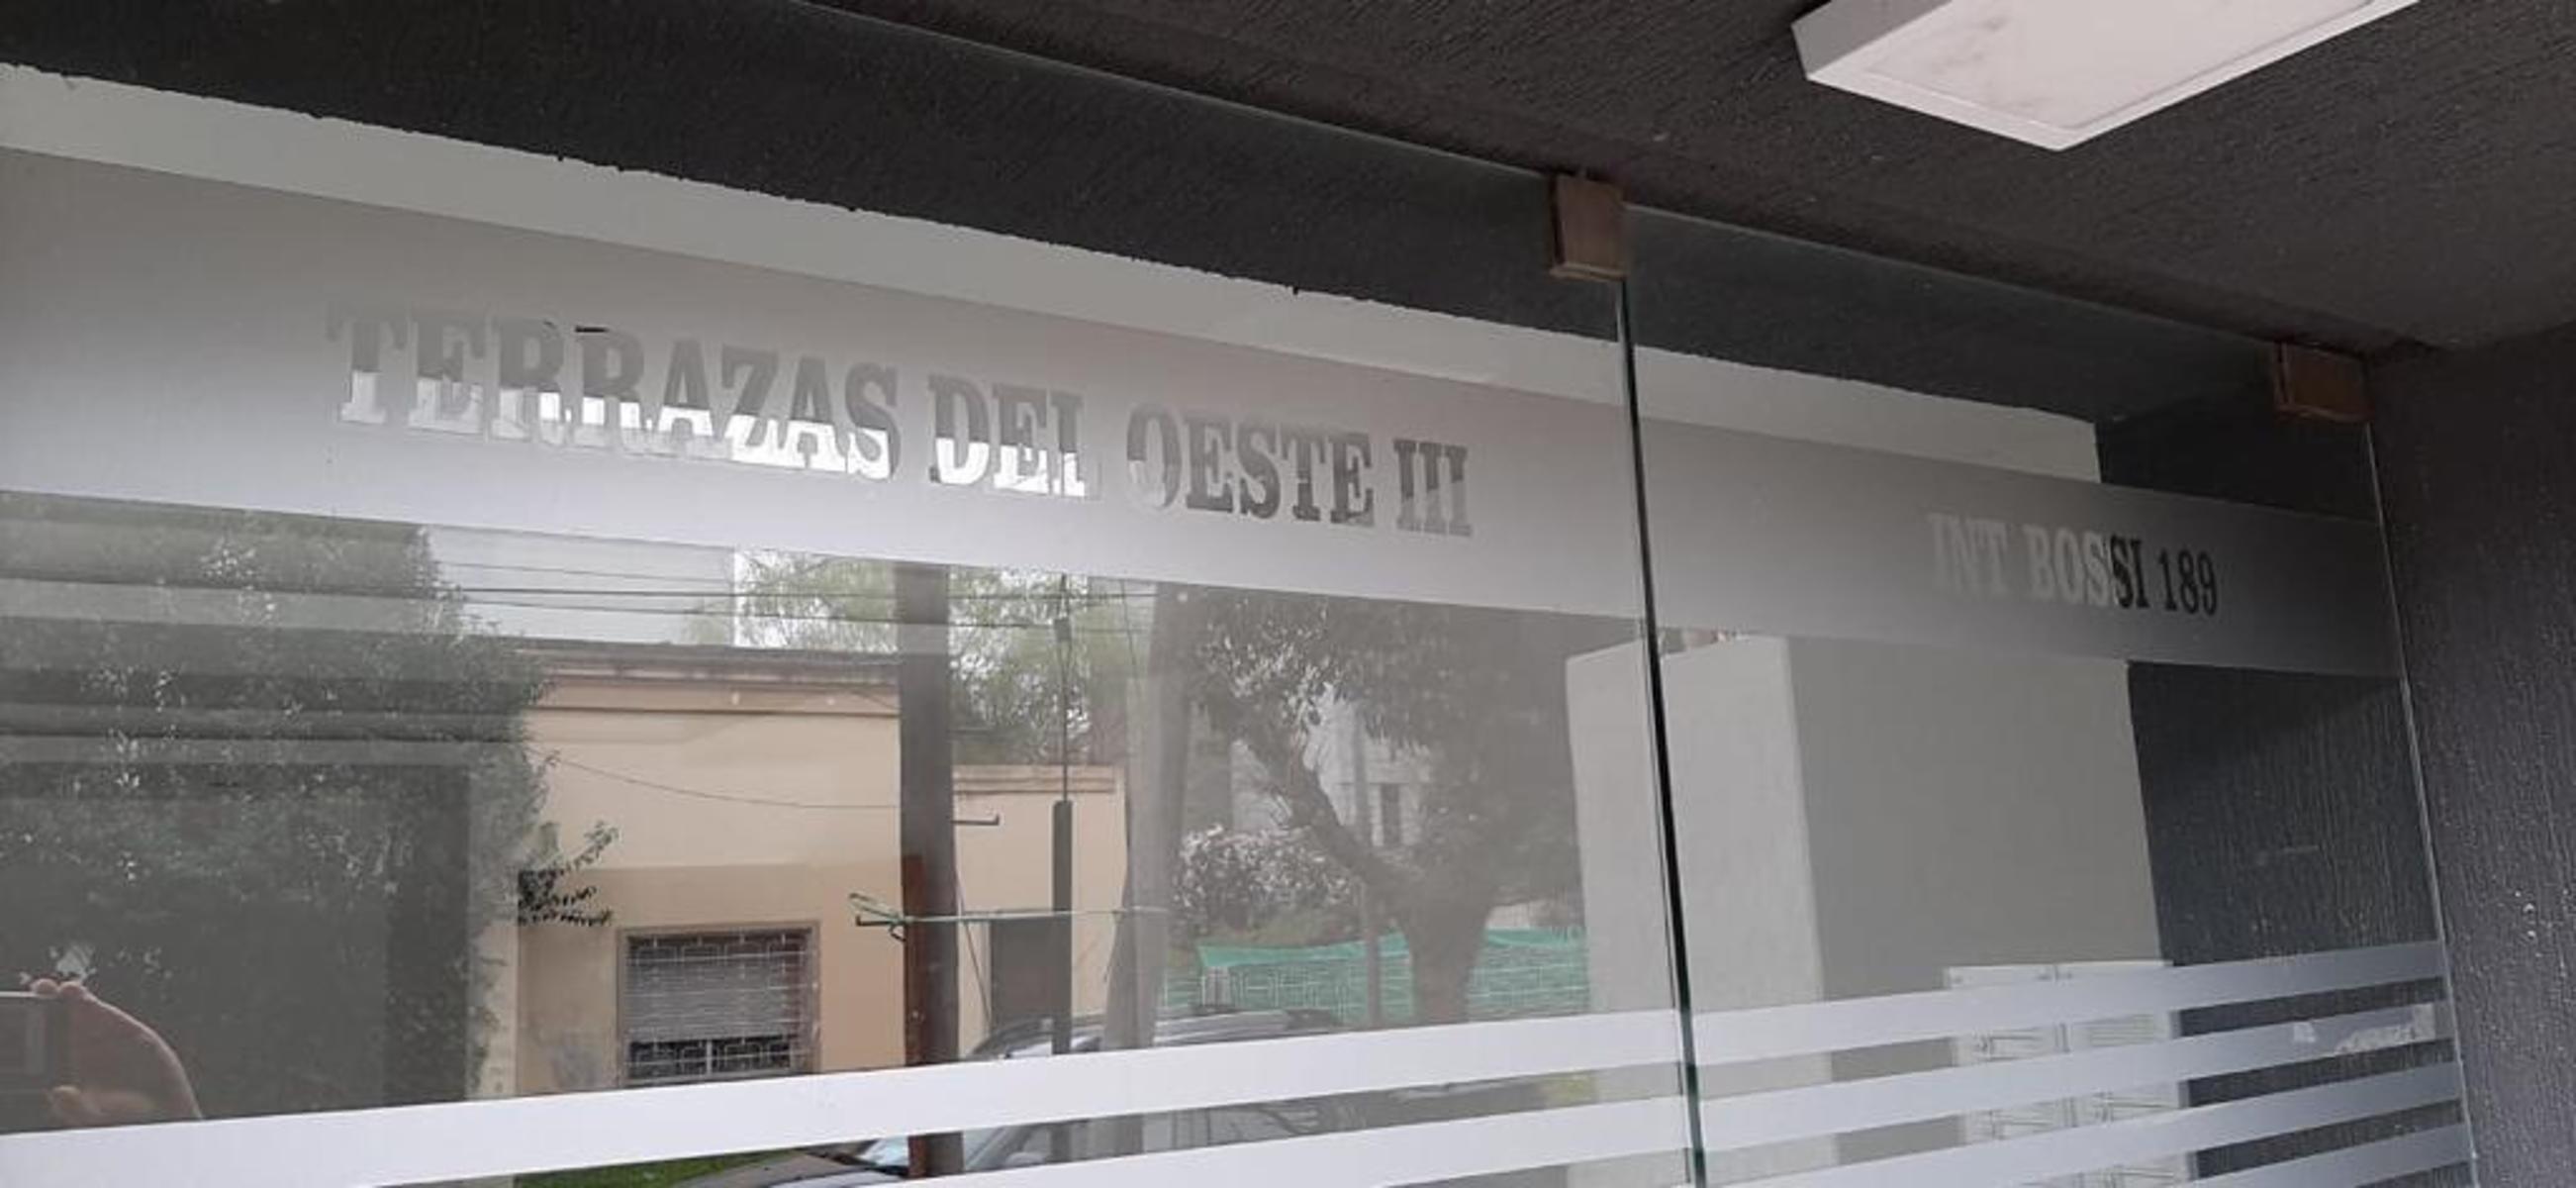 TERRAZAS DEL OESTE III
INT BOSSI 189